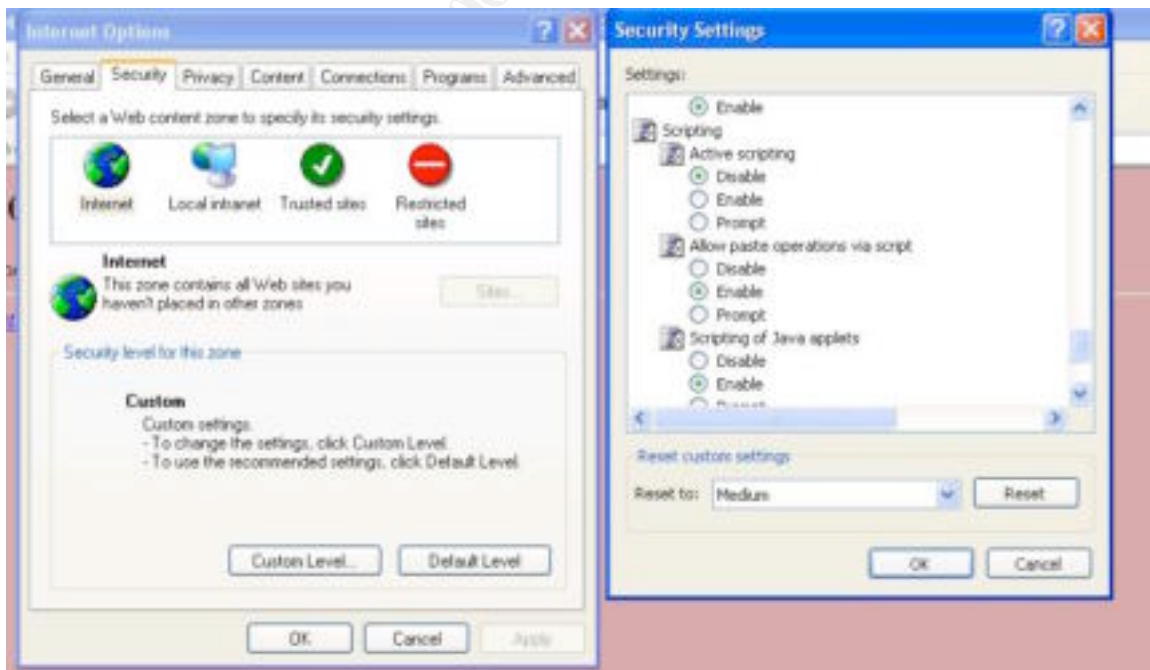 Internet Options
General Security Privacy Content Connections Programs Advanced
Select a Web content zone to specify its security settings.
Internet Local intranet Trusted sites Restricted sites
Internet
This zone contains all Web sites you
haven't placed in other zones
Sites...
Security level for this zone
Custom
Custom settings.
- To change the settings, click Custom Level.
- To use the recommended settings, click Default Level.
Custom Level... Default Level
OK Cancel Apply
Security Settings
Settings:
Enable
Scripting
Active scripting
Disable
Enable
Prompt
Allow paste operations via script
Disable
Enable
Prompt
Scripting of Java applets
Disable
Enable
Prompt
Reset custom settings
Reset to: Medium Reset
OK Cancel